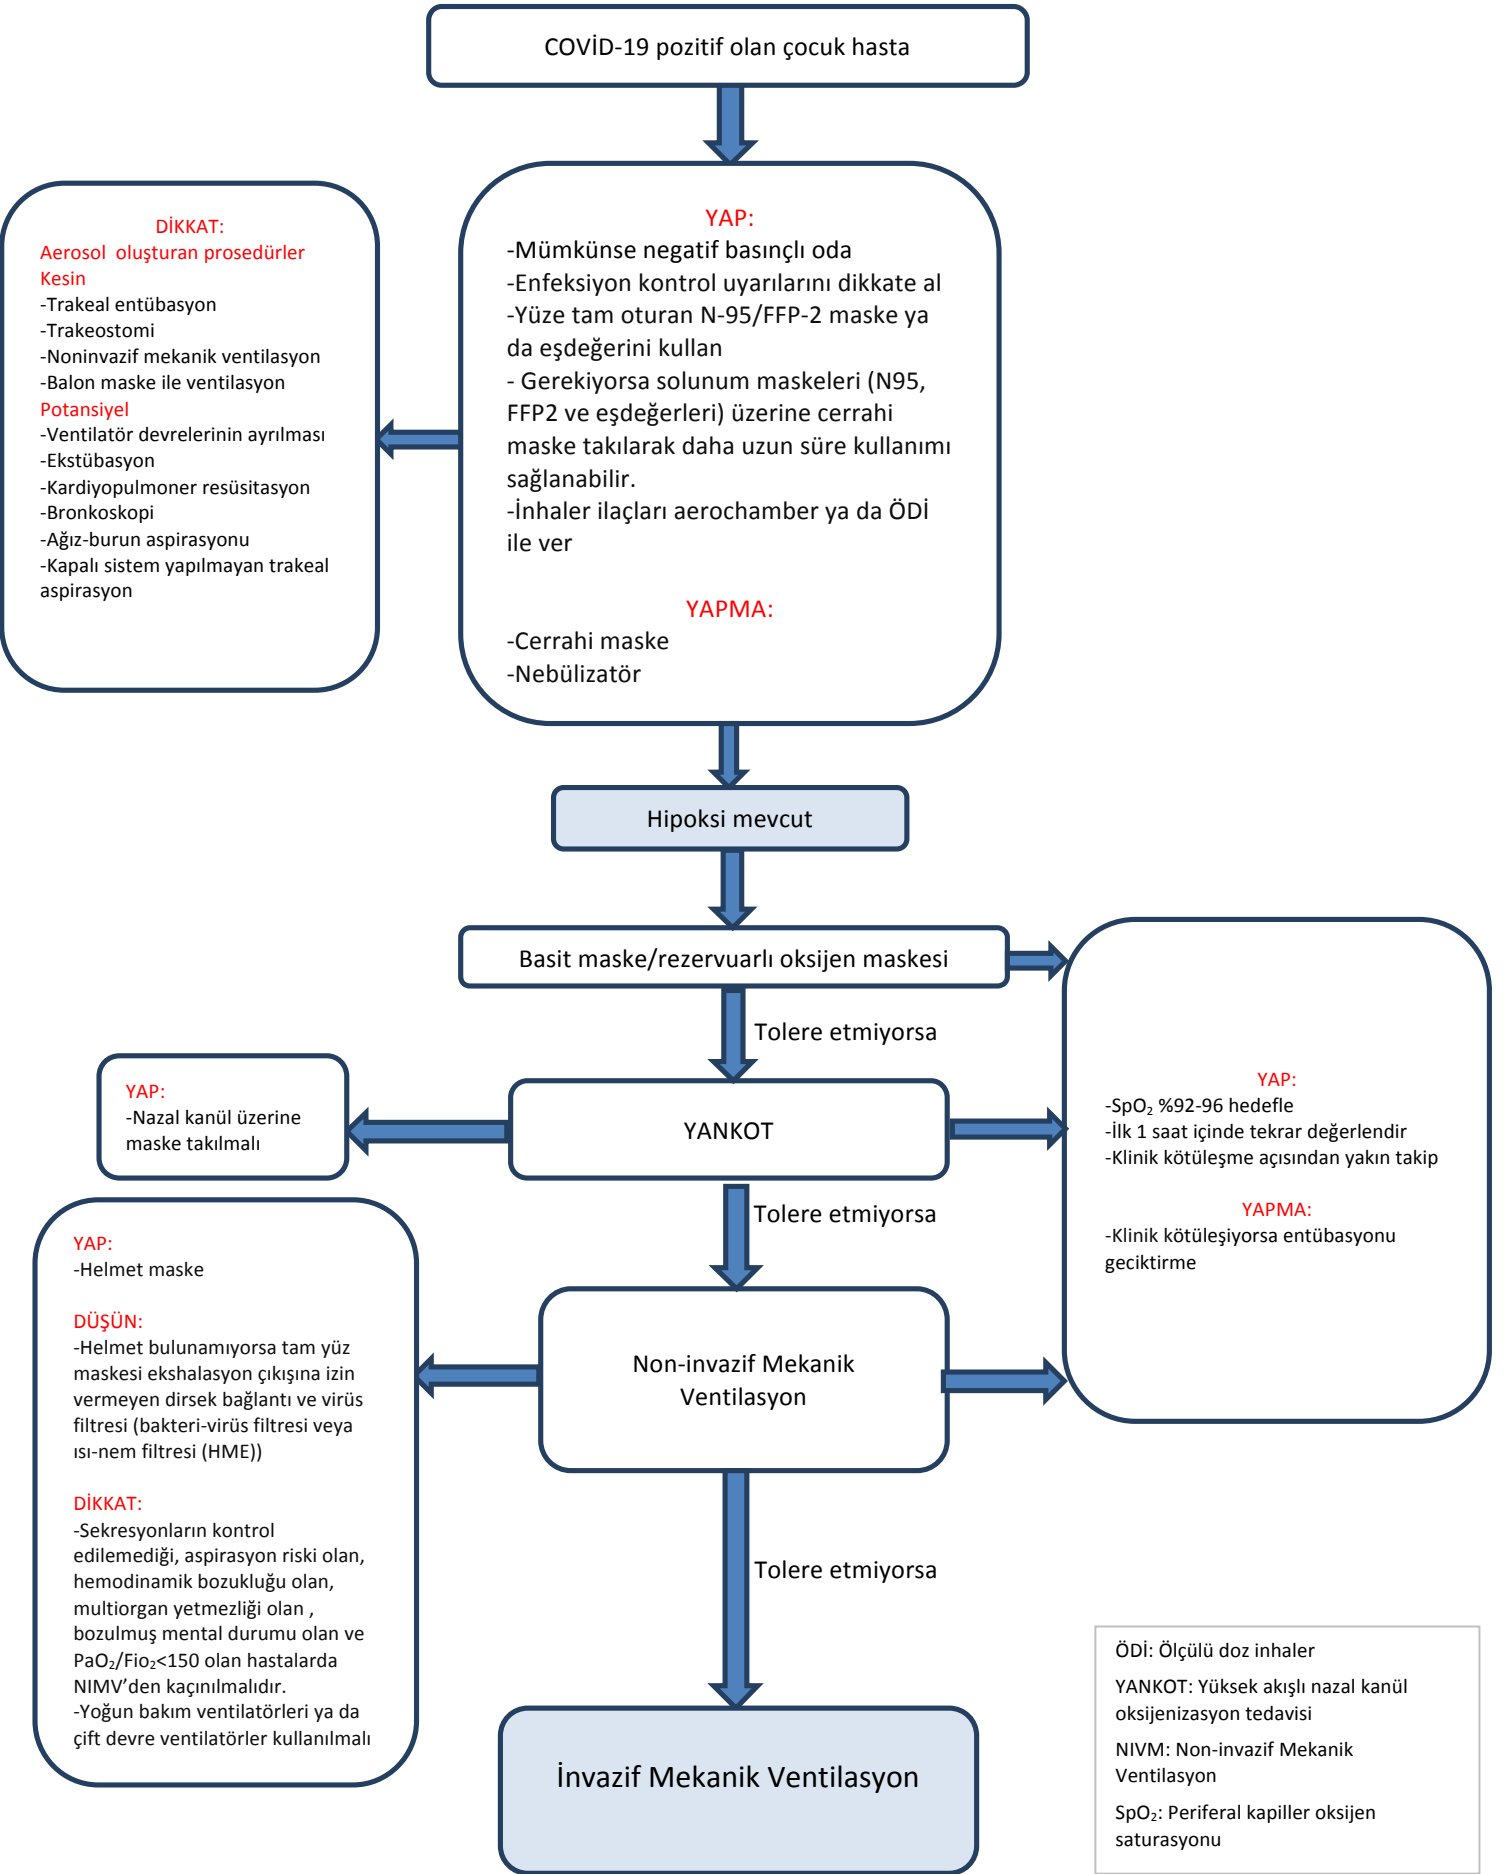 COVİD-19 pozitif olan çocuk hasta
DİKKAT:
Aerosol oluşturan prosedürler
Kesin
-Trakeal entübasyon
-Trakeostomi
-Noninvazif mekanik ventilasyon
-Balon maske ile ventilasyon
Potansiyel
-Ventilatör devrelerinin ayrılması
-Ekstübasyon
-Kardiyopulmoner resüsitasyon
-Bronkoskopi
-Ağız-burun aspirasyonu
-Kapalı sistem yapılmayan trakeal
aspirasyon
YAP:
-Mümkünse negatif basınçlı oda
-Enfeksiyon kontrol uyarılarını dikkate al
-Yüze tam oturan N-95/FFP-2 maske ya
da eşdeğerini kullan
- Gerekiyorsa solunum maskeleri (N95,
FFP2 ve eşdeğerleri) üzerine cerrahi
maske takılarak daha uzun süre kullanımı
sağlanabilir.
-İnhaler ilaçları aerochamber ya da ÖDİ
ile ver
YAPMA:
-Cerrahi maske
-Nebülizatör
Hipoksi mevcut
Basit maske/rezervuarlı oksijen maskesi
Tolere etmiyorsa
YAP:
-Nazal kanül üzerine
maske takılmalı
YANKOT
YAP:
-SpO₂ %92-96 hedefle
-İlk 1 saat içinde tekrar değerlendir
-Klinik kötüleşme açısından yakın takip
YAPMA:
-Klinik kötüleşiyorsa entübasyonu
geciktirme
Tolere etmiyorsa
YAP:
-Helmet maske
DÜŞÜN:
-Helmet bulunamıyorsa tam yüz
maskesi ekshalasyon çıkışına izin
vermeyen dirsek bağlantı ve virüs
filtresi (bakteri-virüs filtresi veya
ısı-nem filtresi (HME))
DİKKAT:
-Sekresyonların kontrol
edilemediği, aspirasyon riski olan,
hemodinamik bozukluğu olan,
multiorgan yetmezliği olan ,
bozulmuş mental durumu olan ve
PaO₂/Fio₂<150 olan hastalarda
NIMV’den kaçınılmalıdır.
-Yoğun bakım ventilatörleri ya da
çift devre ventilatörler kullanılmalı
Non-invazif Mekanik
Ventilasyon
Tolere etmiyorsa
İnvazif Mekanik Ventilasyon
ÖDİ: Ölçülü doz inhaler
YANKOT: Yüksek akışlı nazal kanül
oksijenizasyon tedavisi
NIVM: Non-invazif Mekanik
Ventilasyon
SpO₂: Periferal kapiller oksijen
saturasyonu